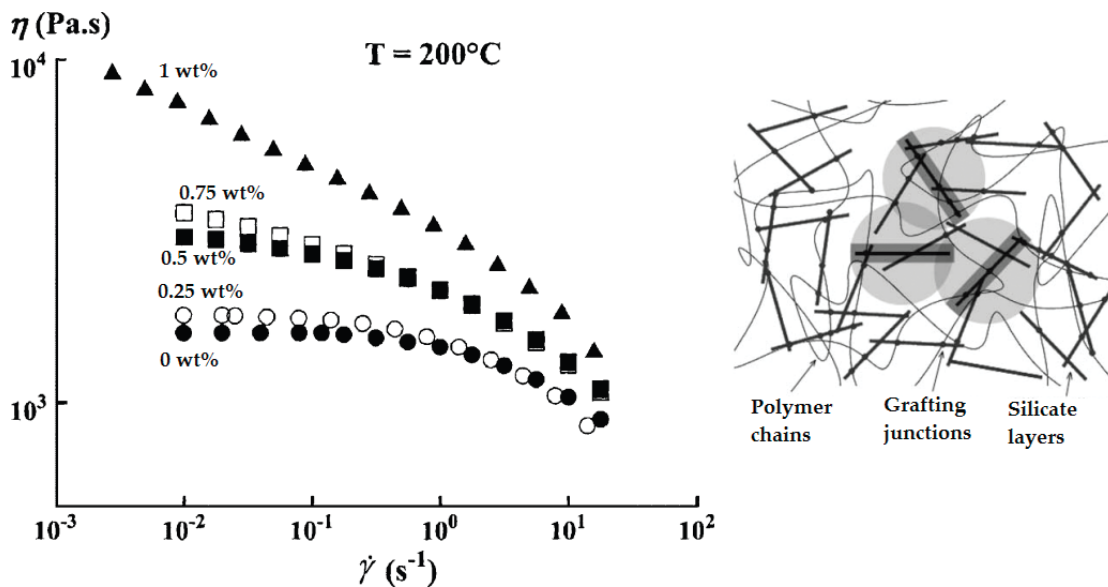 η (Pa.s)
T = 200°C
10⁴
1 wt%
0.75 wt%
0.5 wt%
0.25 wt%
0 wt%
10³
10⁻³ 10⁻² 10⁻¹ 10⁰ 10¹ 10²
γ̇ (s⁻¹)
Polymer
chains
Grafting
junctions
Silicate
layers